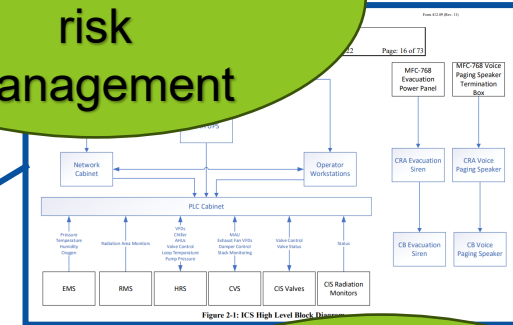 Form 412.09 (Rev. 11)
risk
anagement
22 Page: 16 of 73
MFC-768
Evacuation
Power Panel
MFC-768 Voice
Paging Speaker
Termination
Box
Network
Cabinet
Operator
Workstations
CRA Evacuation
Siren
CRA Voice
Paging Speaker
PLC Cabinet
Pressure
Temperature
Humidity
Oxygen
Radiation Area Monitors
VFDs
Chiller
AHUs
Valve Control
Loop Temperature
Pump Pressure
MAU
Exhaust Fan VFDs
Damper Control
Stack Monitoring
Valve Control
Valve Status
Status
CB Evacuation
Siren
CB Voice
Paging Speaker
EMS
RMS
HRS
CVS
CIS Valves
CIS Radiation
Monitors
Figure 2-1: ICS High Level Block Diagram